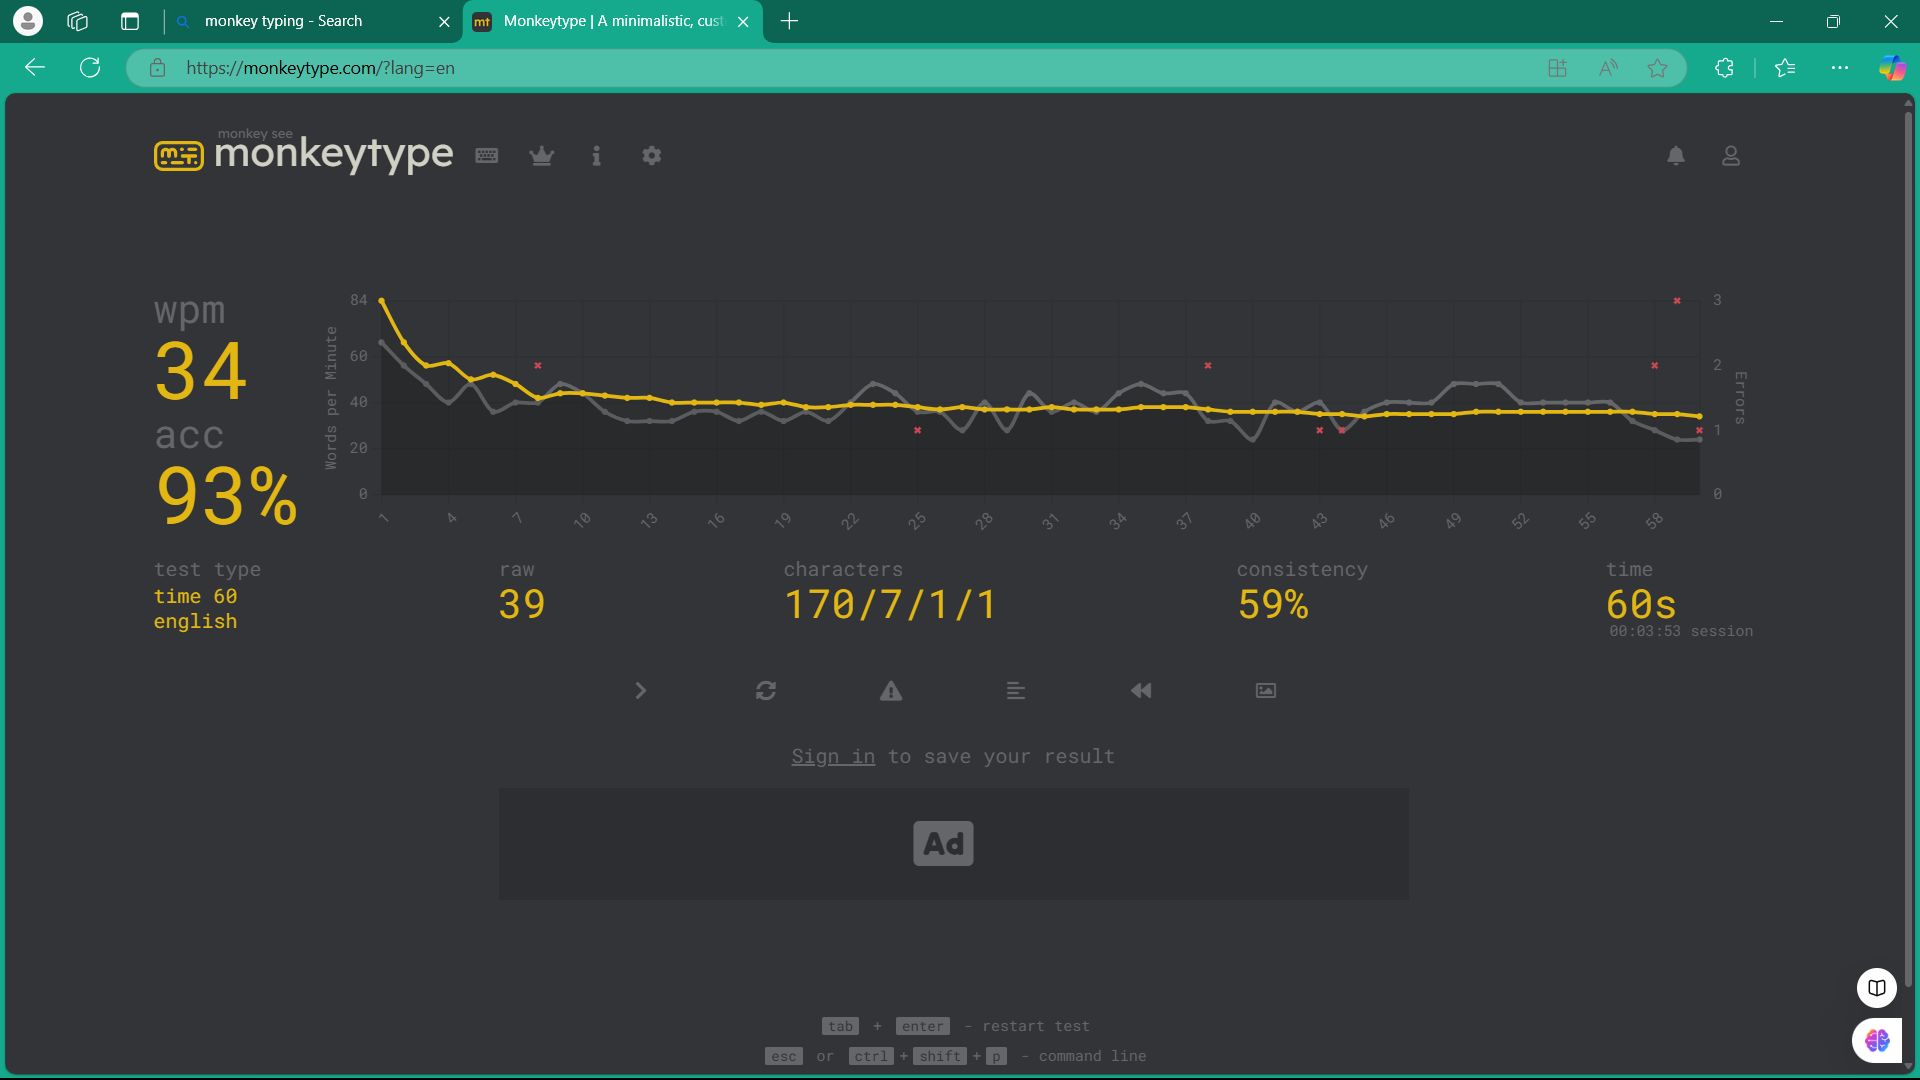 monkey typing - Search
mt Monkeytype | A minimalistic, cust
https://monkeytype.com/?lang=en
monkey see
monkeytype
wpm
34
acc
93%
Words per Minute
84
60
40
20
0
1 4 7 10 13 16 19 22 25 28 31 34 37 40 43 46 49 52 55 58
3
2
1
0
Errors
test type
time 60
english
raw
39
characters
170/7/1/1
consistency
59%
time
60s
00:03:53 session
Sign in to save your result
Ad
tab + enter - restart test
esc or ctrl + shift + p - command line